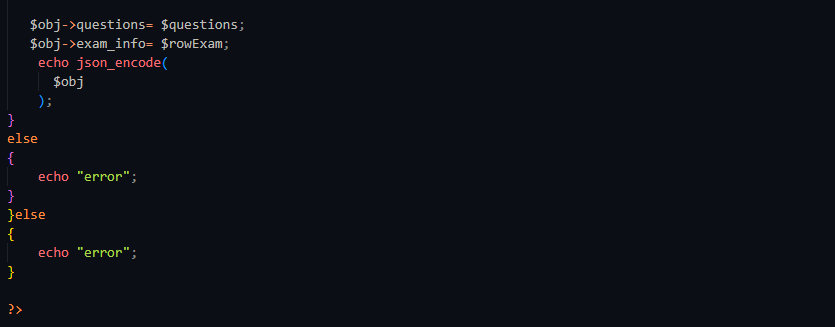 $obj->questions= $questions;
$obj->exam_info= $rowExam;
echo json_encode(
$obj
);
}
else
{
echo "error";
}
}else
{
echo "error";
}
?>